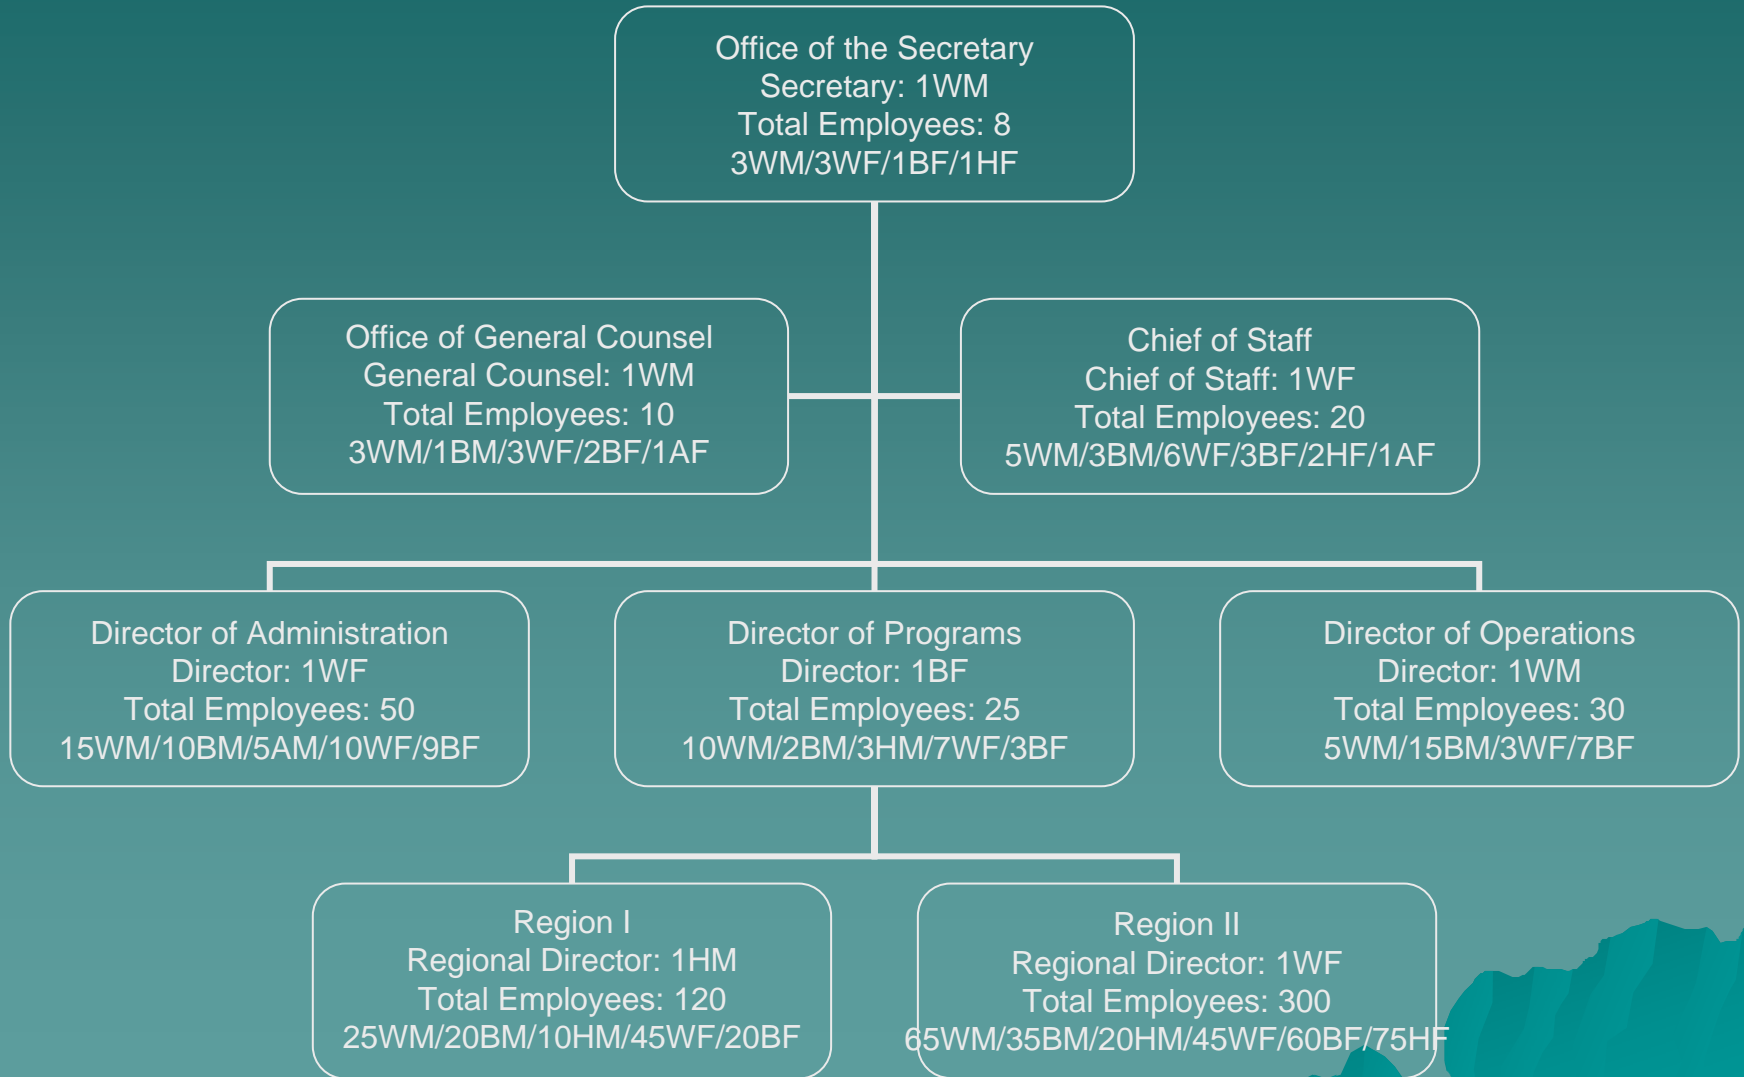 Office of the Secretary
Secretary: 1WM
Total Employees: 8
3WM/3WF/1BF/1HF
Office of General Counsel
General Counsel: 1WM
Total Employees: 10
3WM/1BM/3WF/2BF/1AF
Chief of Staff
Chief of Staff: 1WF
Total Employees: 20
5WM/3BM/6WF/3BF/2HF/1AF
Director of Administration
Director: 1WF
Total Employees: 50
15WM/10BM/5AM/10WF/9BF
Director of Programs
Director: 1BF
Total Employees: 25
10WM/2BM/3HM/7WF/3BF
Director of Operations
Director: 1WM
Total Employees: 30
5WM/15BM/3WF/7BF
Region I
Regional Director: 1HM
Total Employees: 120
25WM/20BM/10HM/45WF/20BF
Region II
Regional Director: 1WF
Total Employees: 300
65WM/35BM/20HM/45WF/60BF/75HF